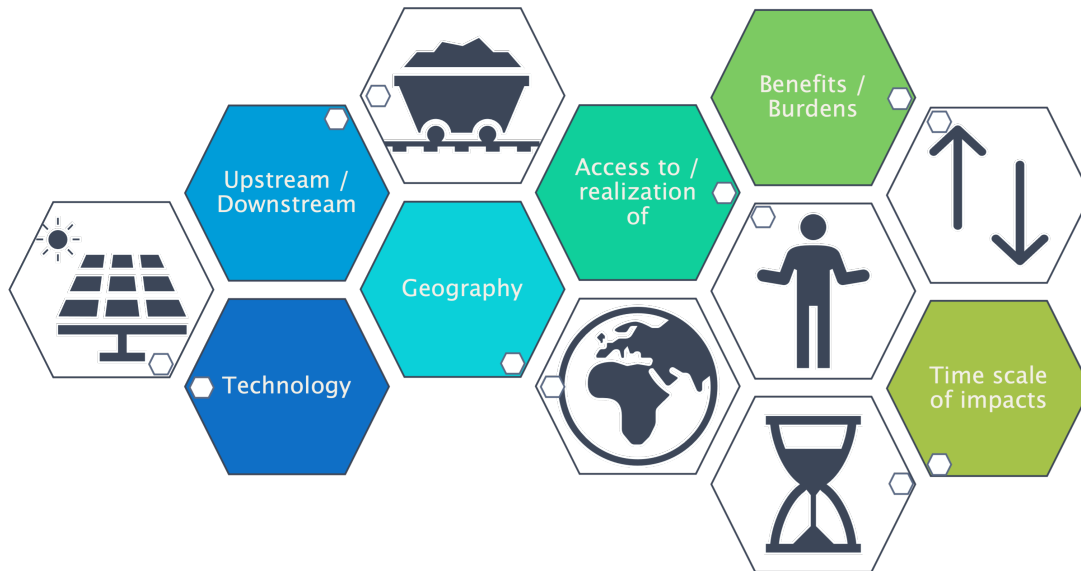 Upstream /
Downstream
Technology
Geography
Access to /
realization
of
Benefits /
Burdens
Time scale
of impacts